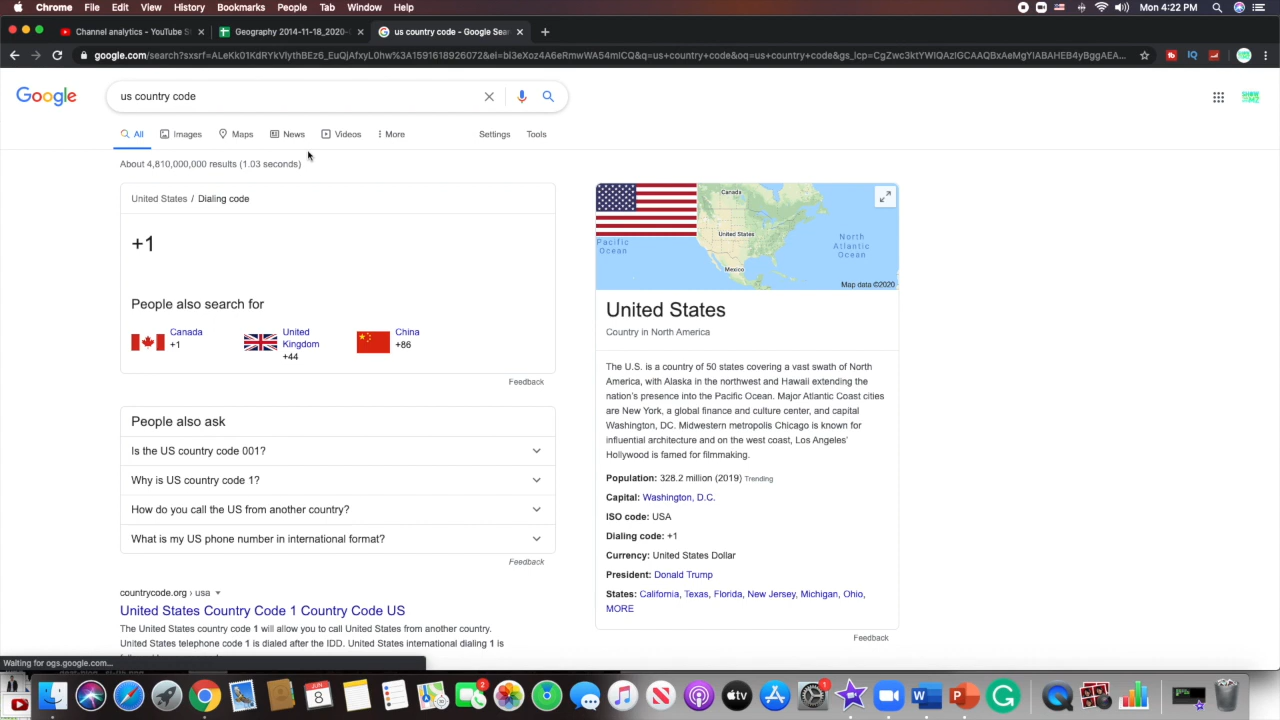 Chrome File Edit View History Bookmarks People Tab Window Help Mon 4:22 PM
Channel analytics - YouTube S Geography 2014-11-18_2020- us country code - Google Sear
google.com/search?sxsrf=ALeKk01KdRYkVlythBEz6_EuQjAfxyL0hw%3A1591618926072&ei=bi3eXoz4A6eRmwWA54mICQ&q=us+country+code&oq=us+country+code&gs_lcp=CgZwc3ktYWIQAzIGCAAQBxAeMgYIABAHEB4yBggAEA...
Google
us country code
SHOW
ME
All Images Maps News Videos More Settings Tools
About 4,810,000,000 results (1.03 seconds)
United States / Dialing code
+1
People also search for
Canada
+1
United
Kingdom
+44
China
+86
Feedback
People also ask
Is the US country code 001?
Why is US country code 1?
How do you call the US from another country?
What is my US phone number in international format?
Feedback
countrycode.org › usa
United States Country Code 1 Country Code US
The United States country code 1 will allow you to call United States from another country.
United States telephone code 1 is dialed after the IDD. United States international dialing 1 is
Canada
United States
Mexico
Pacific
Ocean
North
Atlantic
Ocean
Map data ©2020
United States
Country in North America
The U.S. is a country of 50 states covering a vast swath of North
America, with Alaska in the northwest and Hawaii extending the
nation's presence into the Pacific Ocean. Major Atlantic Coast cities
are New York, a global finance and culture center, and capital
Washington, DC. Midwestern metropolis Chicago is known for
influential architecture and on the west coast, Los Angeles'
Hollywood is famed for filmmaking.
Population: 328.2 million (2019) Trending
Capital: Washington, D.C.
ISO code: USA
Dialing code: +1
Currency: United States Dollar
President: Donald Trump
States: California, Texas, Florida, New Jersey, Michigan, Ohio,
MORE
Feedback
Waiting for ogs.google.com...
JUN
8
2
tv
1
W
P